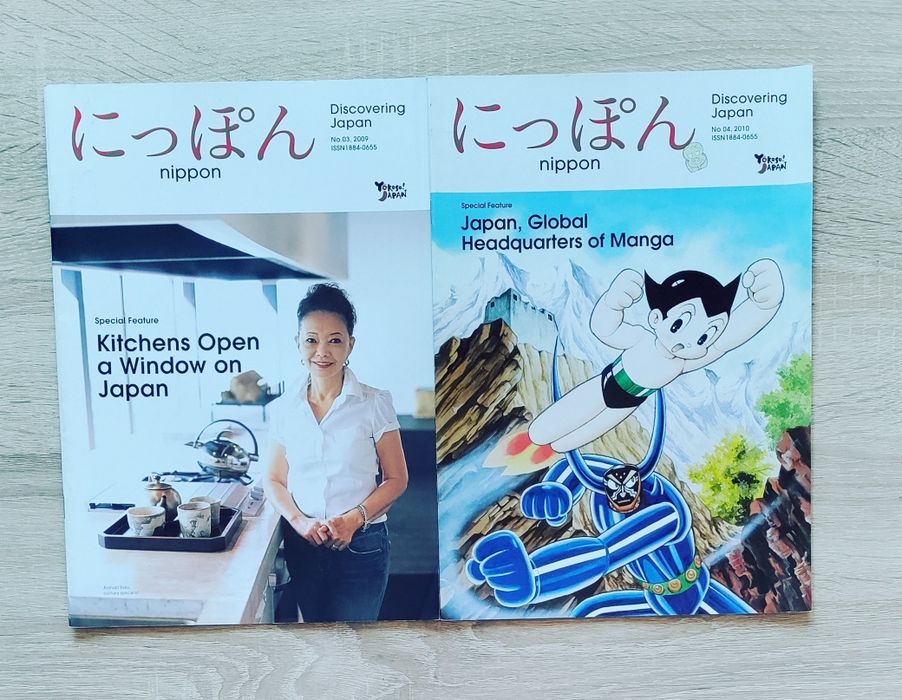 にっぽん
nippon
Discovering
Japan
No.03, 2009
ISSN1884-0655
YŌKOSO!
JAPAN
Special Feature
Kitchens Open
a Window on
Japan
にっぽん
nippon
Discovering
Japan
No.04, 2010
ISSN1884-0655
YŌKOSO!
JAPAN
Special Feature
Japan, Global
Headquarters of Manga